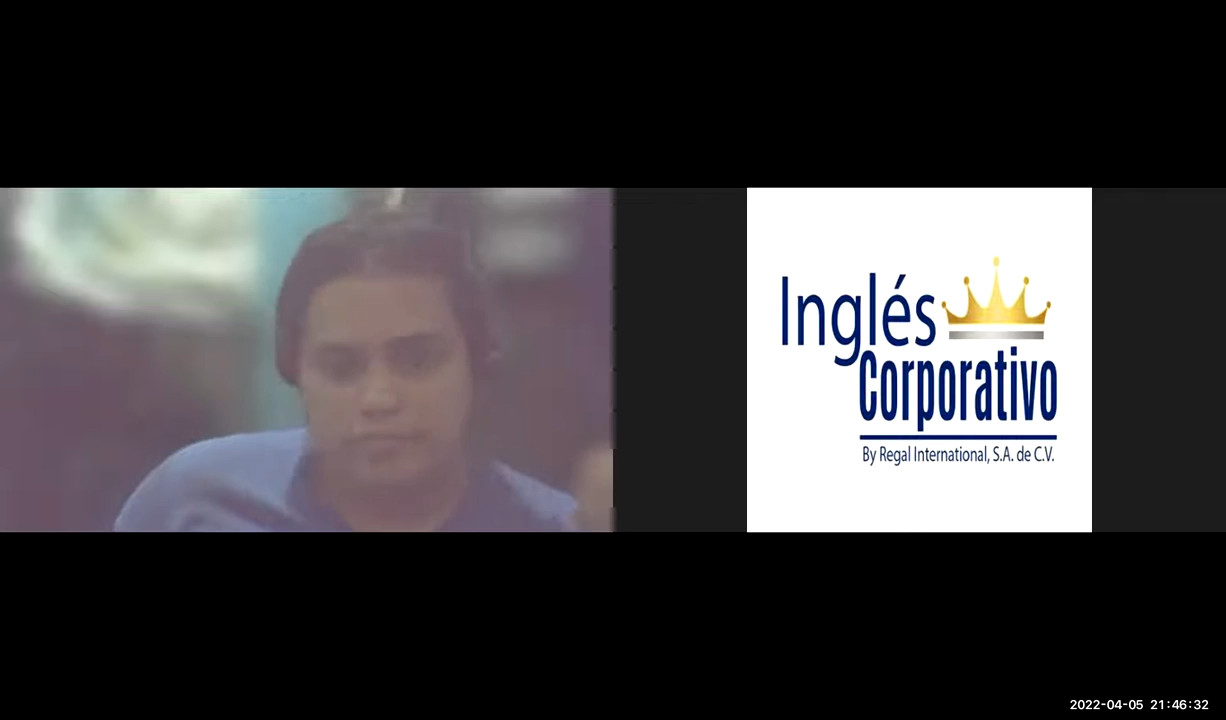 Inglés
Corporativo
By Regal International, S.A. de C.V.
2022-04-05 21:46:32